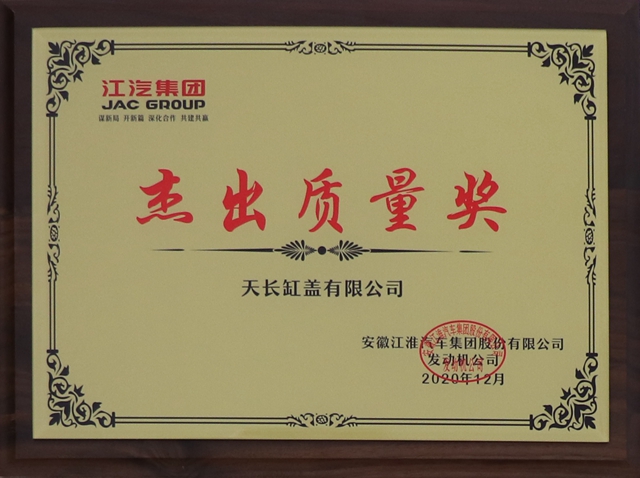 江汽集团
JAC GROUP
谋新局 开新篇 深化合作 共建共赢
杰出质量奖
天长缸盖有限公司
安徽江淮汽车集团股份有限公司
发动机公司
2020年12月